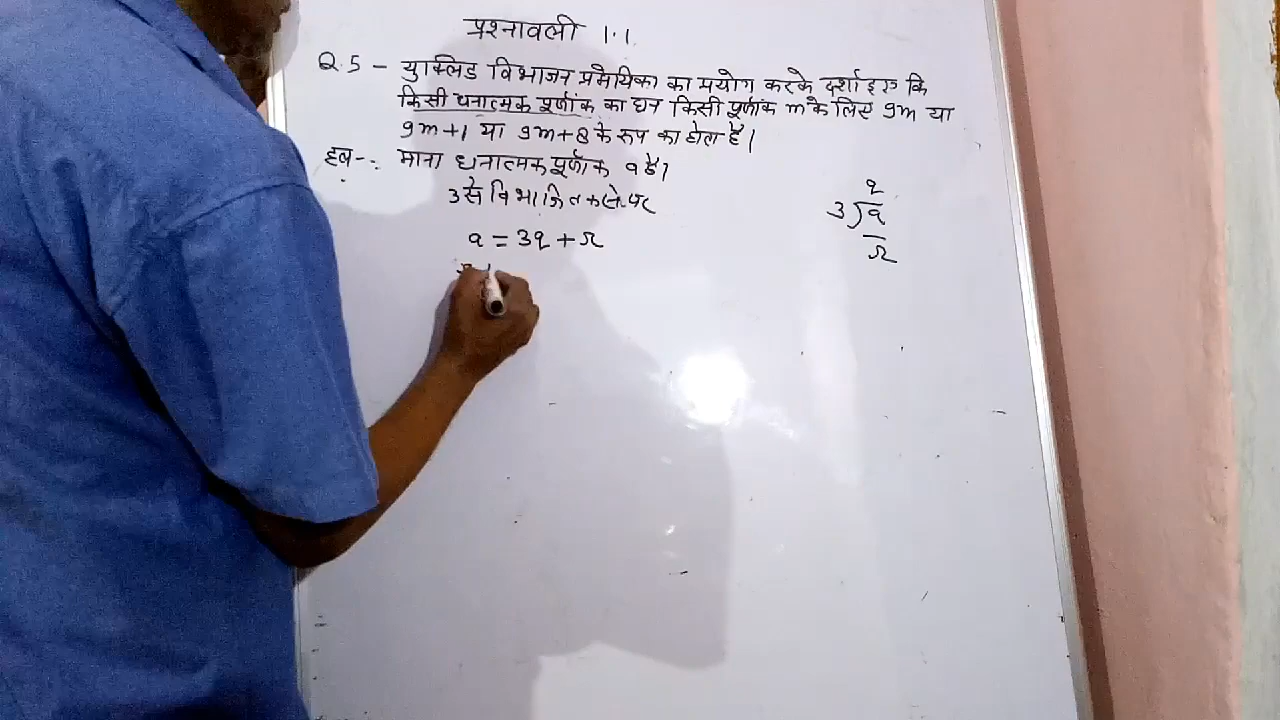 प्रश्नावली 1.1
Q.5 - युक्लिड विभाजन प्रमेयिका का प्रयोग करके दर्शाइए कि
किसी धनात्मक पूर्णांक का घन किसी पूर्णांक m के लिए 9m या
9m+1 या 9m+8 के रूप का होता है।
हल-: माना धनात्मक पूर्णांक a है।
3 से विभाजित करने पर
a = 3q + r
q
3 a
r